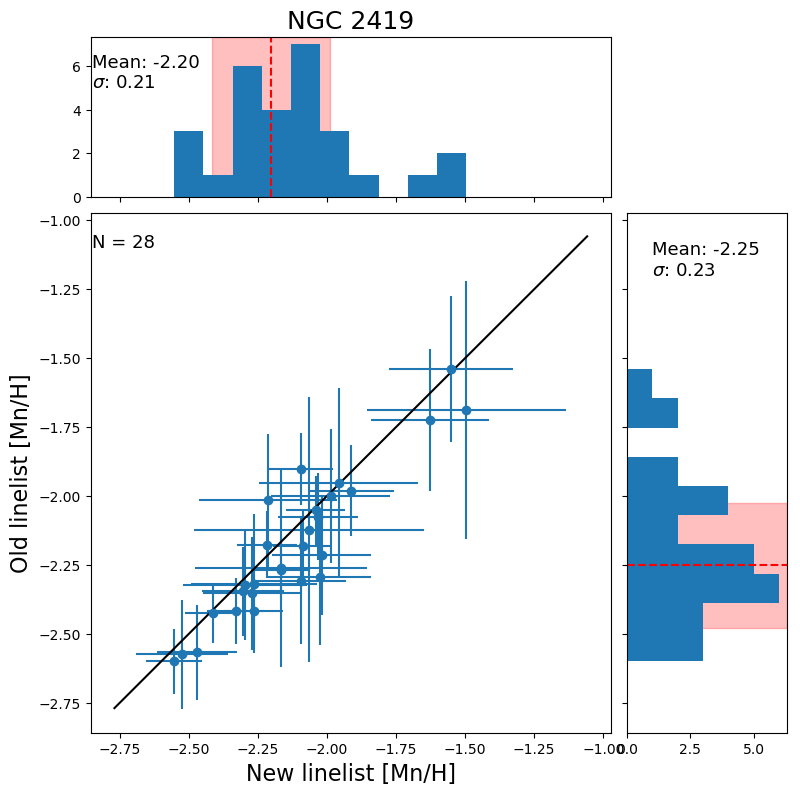 NGC 2419
Mean: -2.20
σ: 0.21
6
4
2
0
N = 28
Mean: -2.25
σ: 0.23
−1.00
−1.25
−1.50
−1.75
−2.00
−2.25
−2.50
−2.75
Old linelist [Mn/H]
−2.75 −2.50 −2.25 −2.00 −1.75 −1.50 −1.25 −1.00
0.0 2.5 5.0
New linelist [Mn/H]